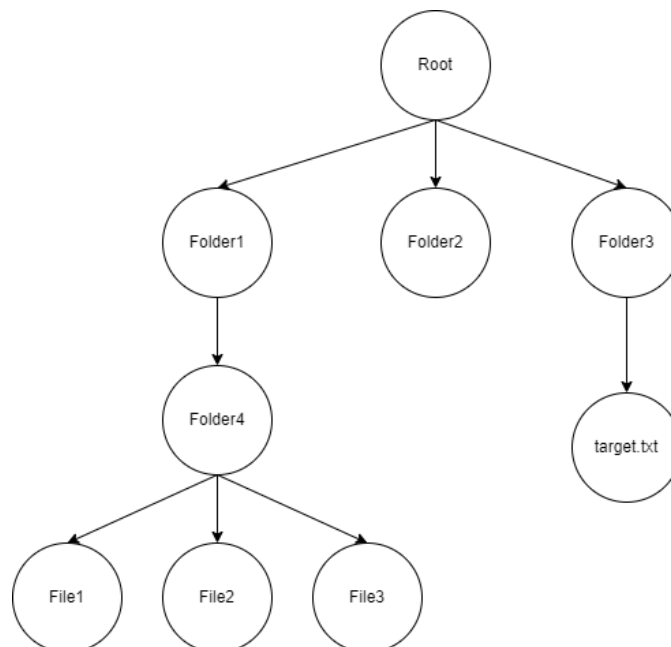 Root
Folder1
Folder2
Folder3
Folder4
target.txt
File1
File2
File3